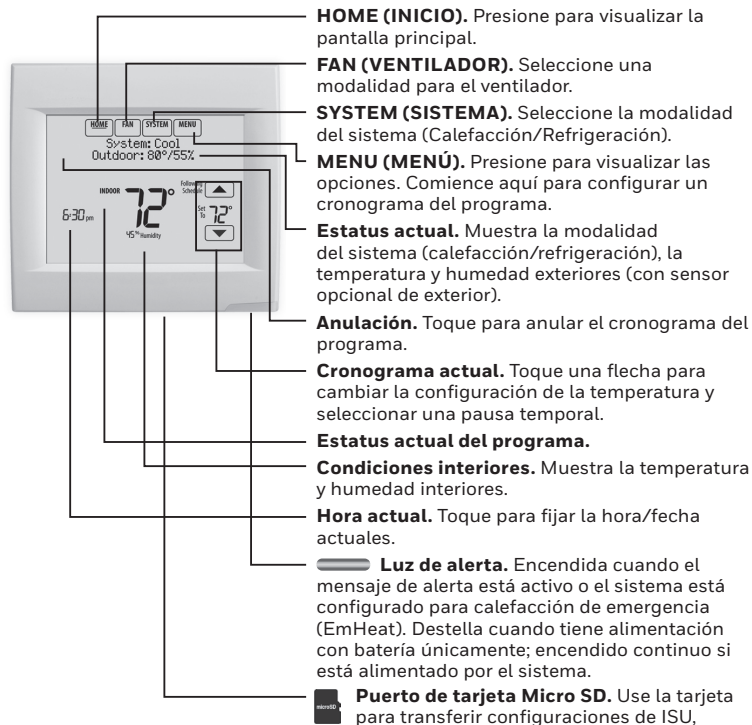 HOME (INICIO). Presione para visualizar la
pantalla principal.
FAN (VENTILADOR). Seleccione una
modalidad para el ventilador.
SYSTEM (SISTEMA). Seleccione la modalidad
del sistema (Calefacción/Refrigeración).
MENU (MENÚ). Presione para visualizar las
opciones. Comience aquí para configurar un
cronograma del programa.
Estatus actual. Muestra la modalidad
del sistema (calefacción/refrigeración), la
temperatura y humedad exteriores (con sensor
opcional de exterior).
Anulación. Toque para anular el cronograma del
programa.
Cronograma actual. Toque una flecha para
cambiar la configuración de la temperatura y
seleccionar una pausa temporal.
Estatus actual del programa.
Condiciones interiores. Muestra la temperatura
y humedad interiores.
Hora actual. Toque para fijar la hora/fecha
actuales.
Luz de alerta. Encendida cuando el
mensaje de alerta está activo o el sistema está
configurado para calefacción de emergencia
(EmHeat). Destella cuando tiene alimentación
con batería únicamente; encendido continuo si
está alimentado por el sistema.
microSD
Puerto de tarjeta Micro SD. Use la tarjeta
para transferir configuraciones de ISU,
HOME FAN SYSTEM MENU
System: Cool
Outdoor: 80°/55%
INDOOR 72°
Following
Schedule
Set
To 72°
6:30 pm
45% Humidity